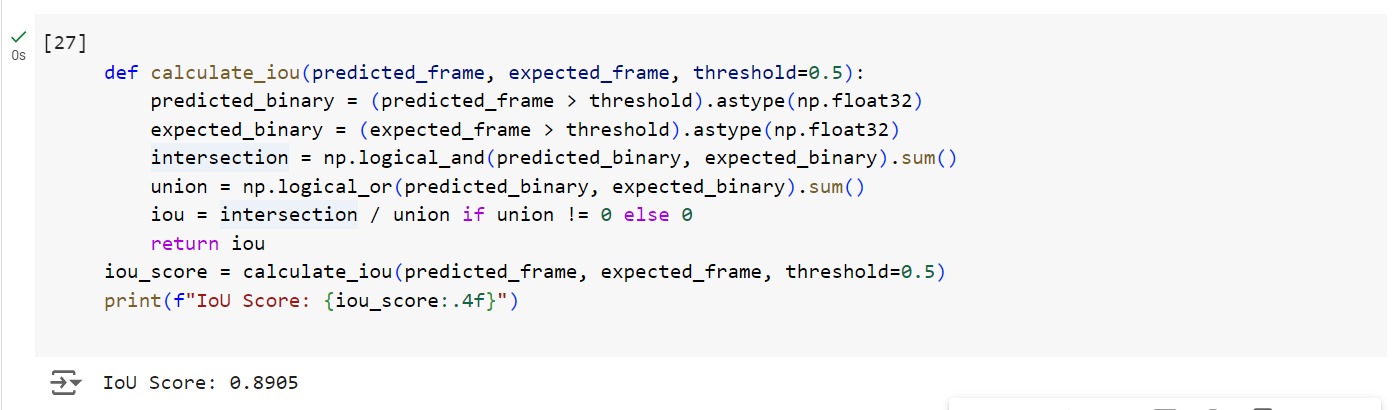 [27]
0s
def calculate_iou(predicted_frame, expected_frame, threshold=0.5):
    predicted_binary = (predicted_frame > threshold).astype(np.float32)
    expected_binary = (expected_frame > threshold).astype(np.float32)
    intersection = np.logical_and(predicted_binary, expected_binary).sum()
    union = np.logical_or(predicted_binary, expected_binary).sum()
    iou = intersection / union if union != 0 else 0
    return iou
iou_score = calculate_iou(predicted_frame, expected_frame, threshold=0.5)
print(f"IoU Score: {iou_score:.4f}")
IoU Score: 0.8905